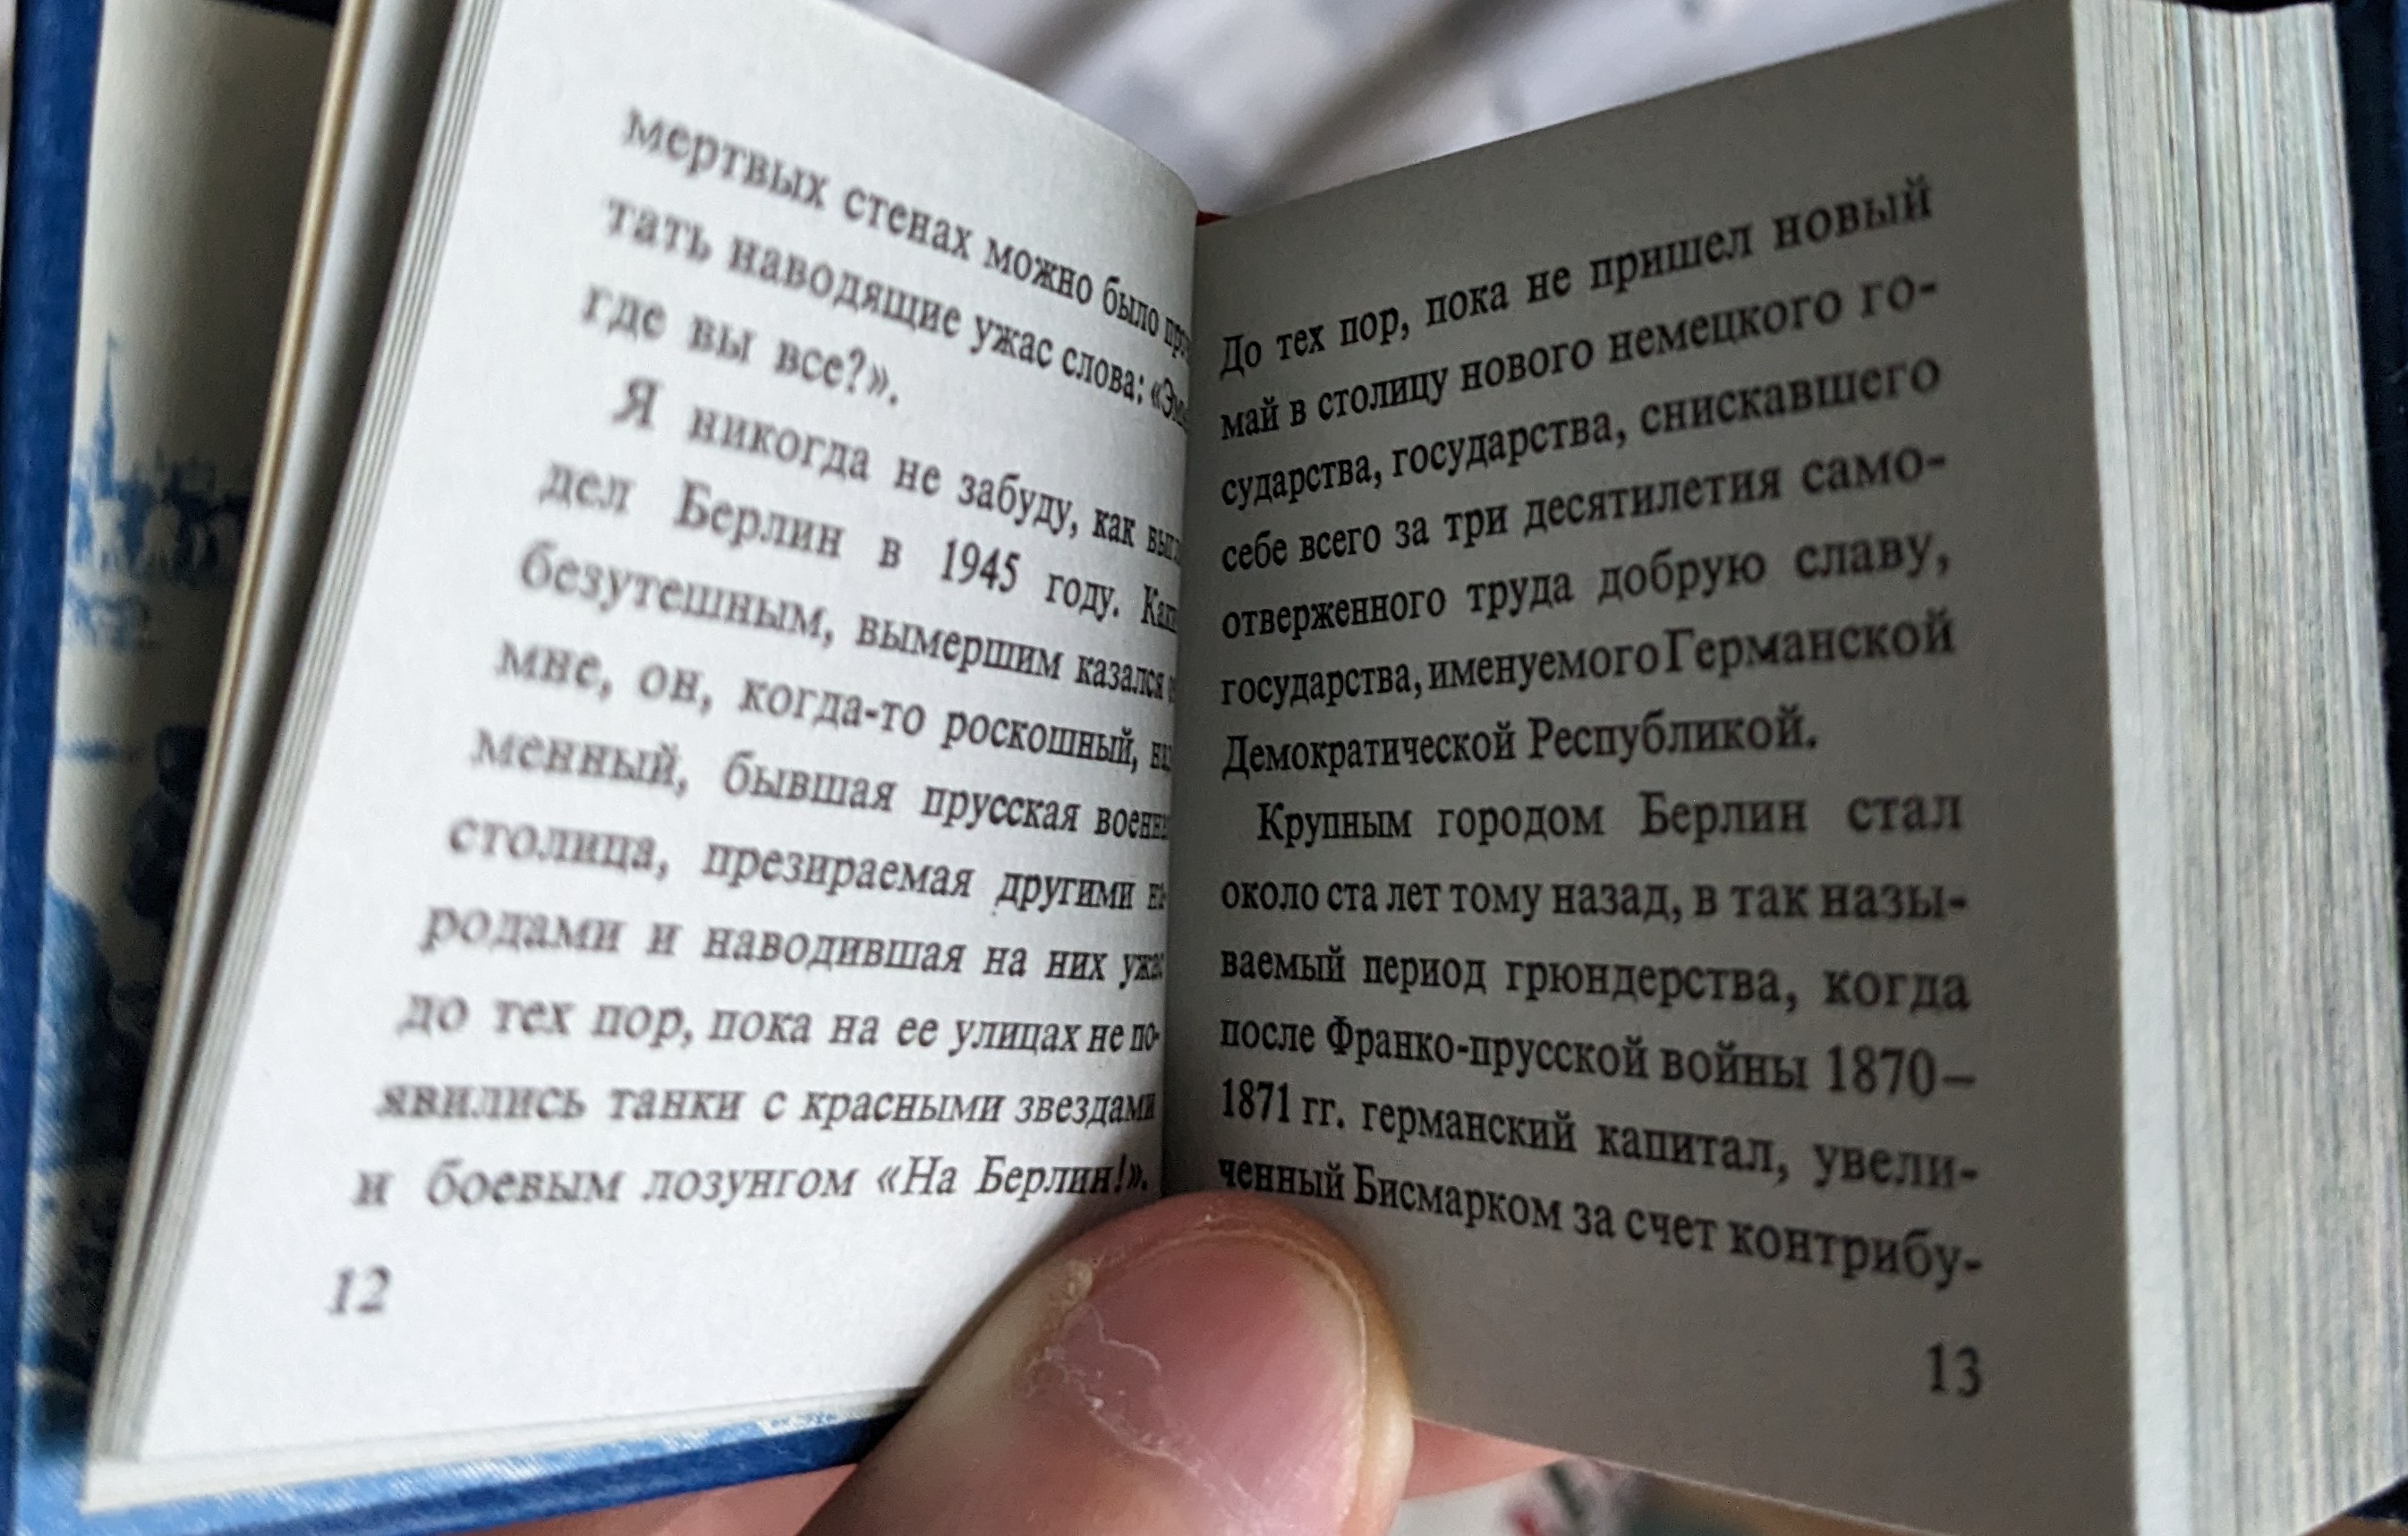 мертвых стенах можно было
тать наводящие ужас слова:
где вы все?».
Я никогда не забуду, как
дел Берлин в 1945 году.
безутешным, вымершим казался
мне, он, когда-то роскошный,
менный, бывшая прусская
столица, презираемая другими на-
родами и наводившая на них
до тех пор, пока на ее улицах не по-
явились танки с красными звездами
и боевым лозунгом «На Берлин!».
12
До тех пор, пока не пришел новый
май в столицу нового немецкого го-
сударства, государства, снискавшего
себе всего за три десятилетия само-
отверженного труда добрую славу,
государства, именуемого Германской
Демократической Республикой.
Крупным городом Берлин стал
около ста лет тому назад, в так назы-
ваемый период грюндерства, когда
после Франко-прусской войны 1870–
1871 гг. германский капитал, увели-
ченный Бисмарком за счет контрибу-
13